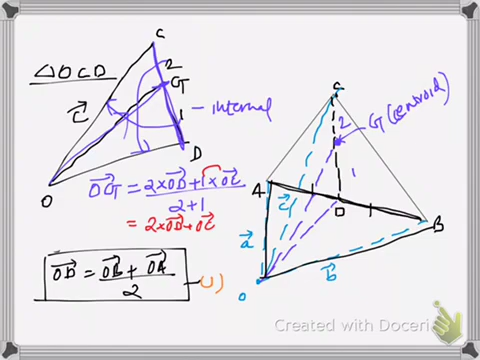 △OCD
C
2
G
1
D
O
c⃗
- internal
OG⃗ = 2×OD⃗ + 1×OC⃗
2+1
= 2×OD⃗ + OC⃗
OD⃗ = OB⃗ + OA⃗
2
(1)
C
2
G (centroid)
1
A
D
B
c⃗
a⃗
b⃗
O
Created with Doceri